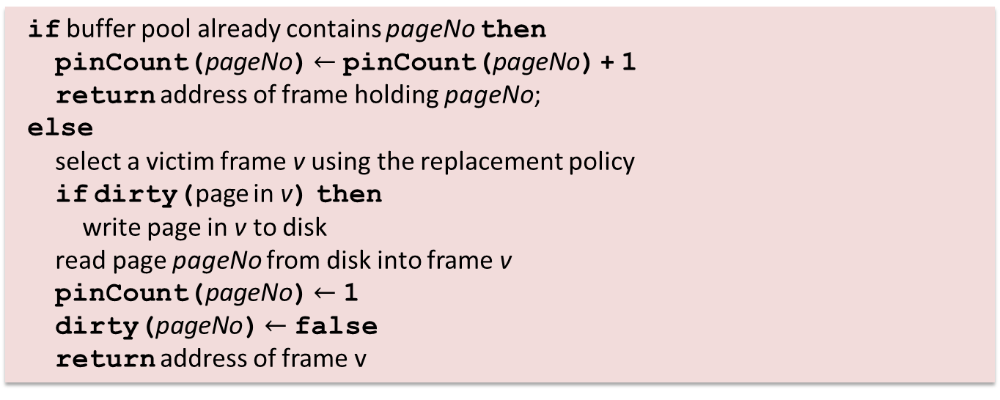 if buffer pool already contains pageNo then
pinCount(pageNo) ← pinCount(pageNo) + 1
return address of frame holding pageNo;
else
select a victim frame v using the replacement policy
if dirty(page in v) then
write page in v to disk
read page pageNo from disk into frame v
pinCount(pageNo) ← 1
dirty(pageNo) ← false
return address of frame v